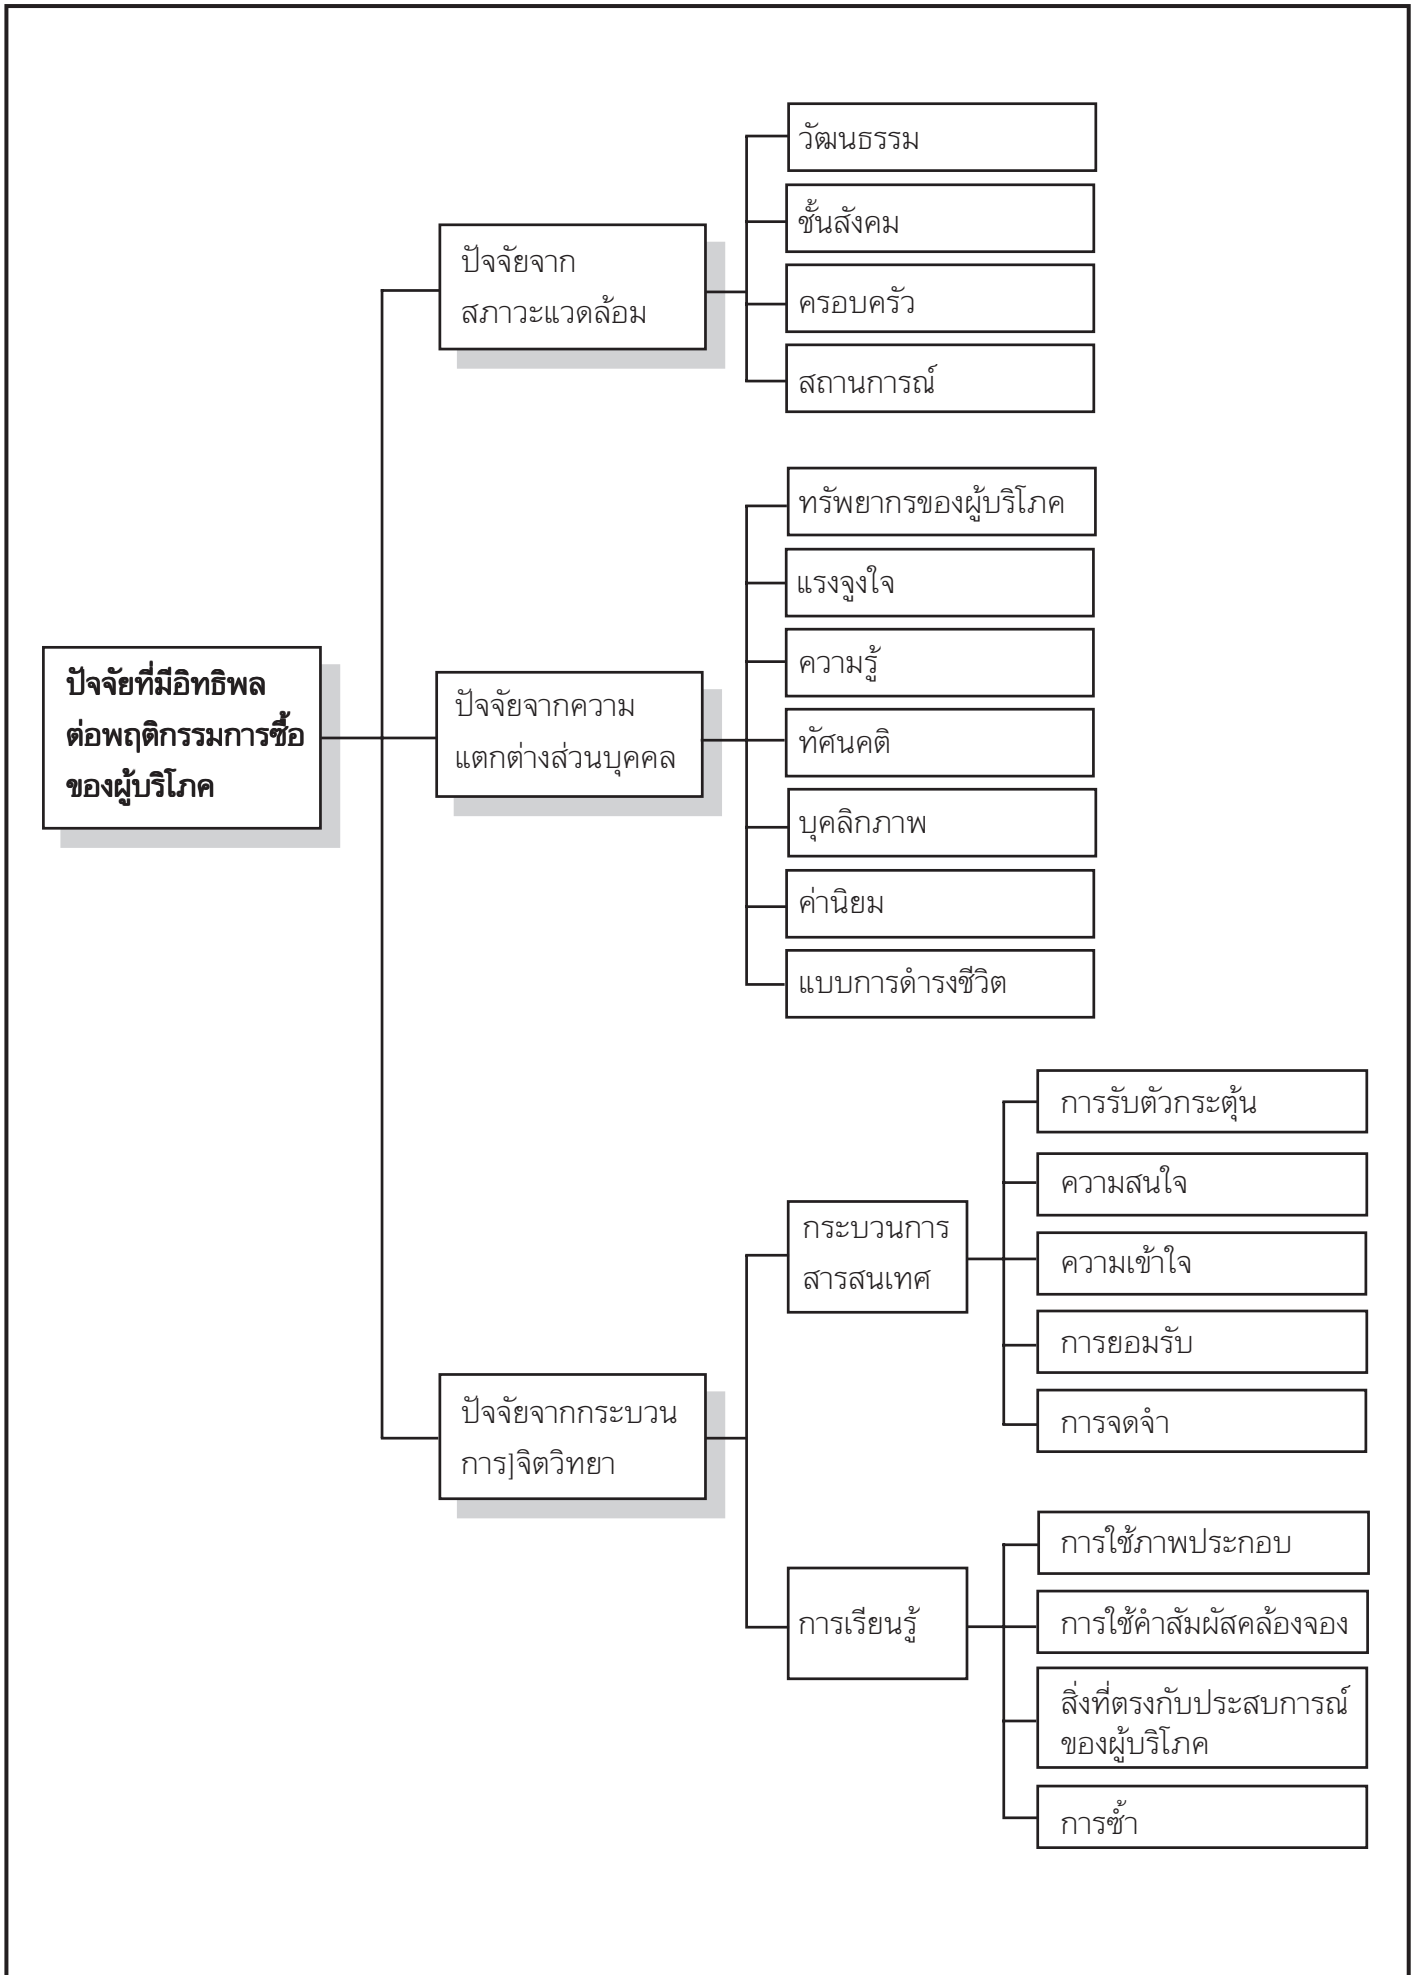 วัฒนธรรม
ชั้นสังคม
ปัจจัยจาก
สภาวะแวดล้อม
ครอบครัว
สถานการณ์
ทรัพยากรของผู้บริโภค
แรงจูงใจ
ความรู้
ปัจจัยที่มีอิทธิพล
ต่อพฤติกรรมการซื้อ
ของผู้บริโภค
ปัจจัยจากความ
แตกต่างส่วนบุคคล
ทัศนคติ
บุคลิกภาพ
ค่านิยม
แบบการดำรงชีวิต
การรับตัวกระตุ้น
ความสนใจ
กระบวนการ
สารสนเทศ
ความเข้าใจ
การยอมรับ
การจดจำ
ปัจจัยจากกระบวน
การ]จิตวิทยา
การใช้ภาพประกอบ
การเรียนรู้
การใช้คำสัมผัสคล้องจอง
สิ่งที่ตรงกับประสบการณ์
ของผู้บริโภค
การซ้ำ